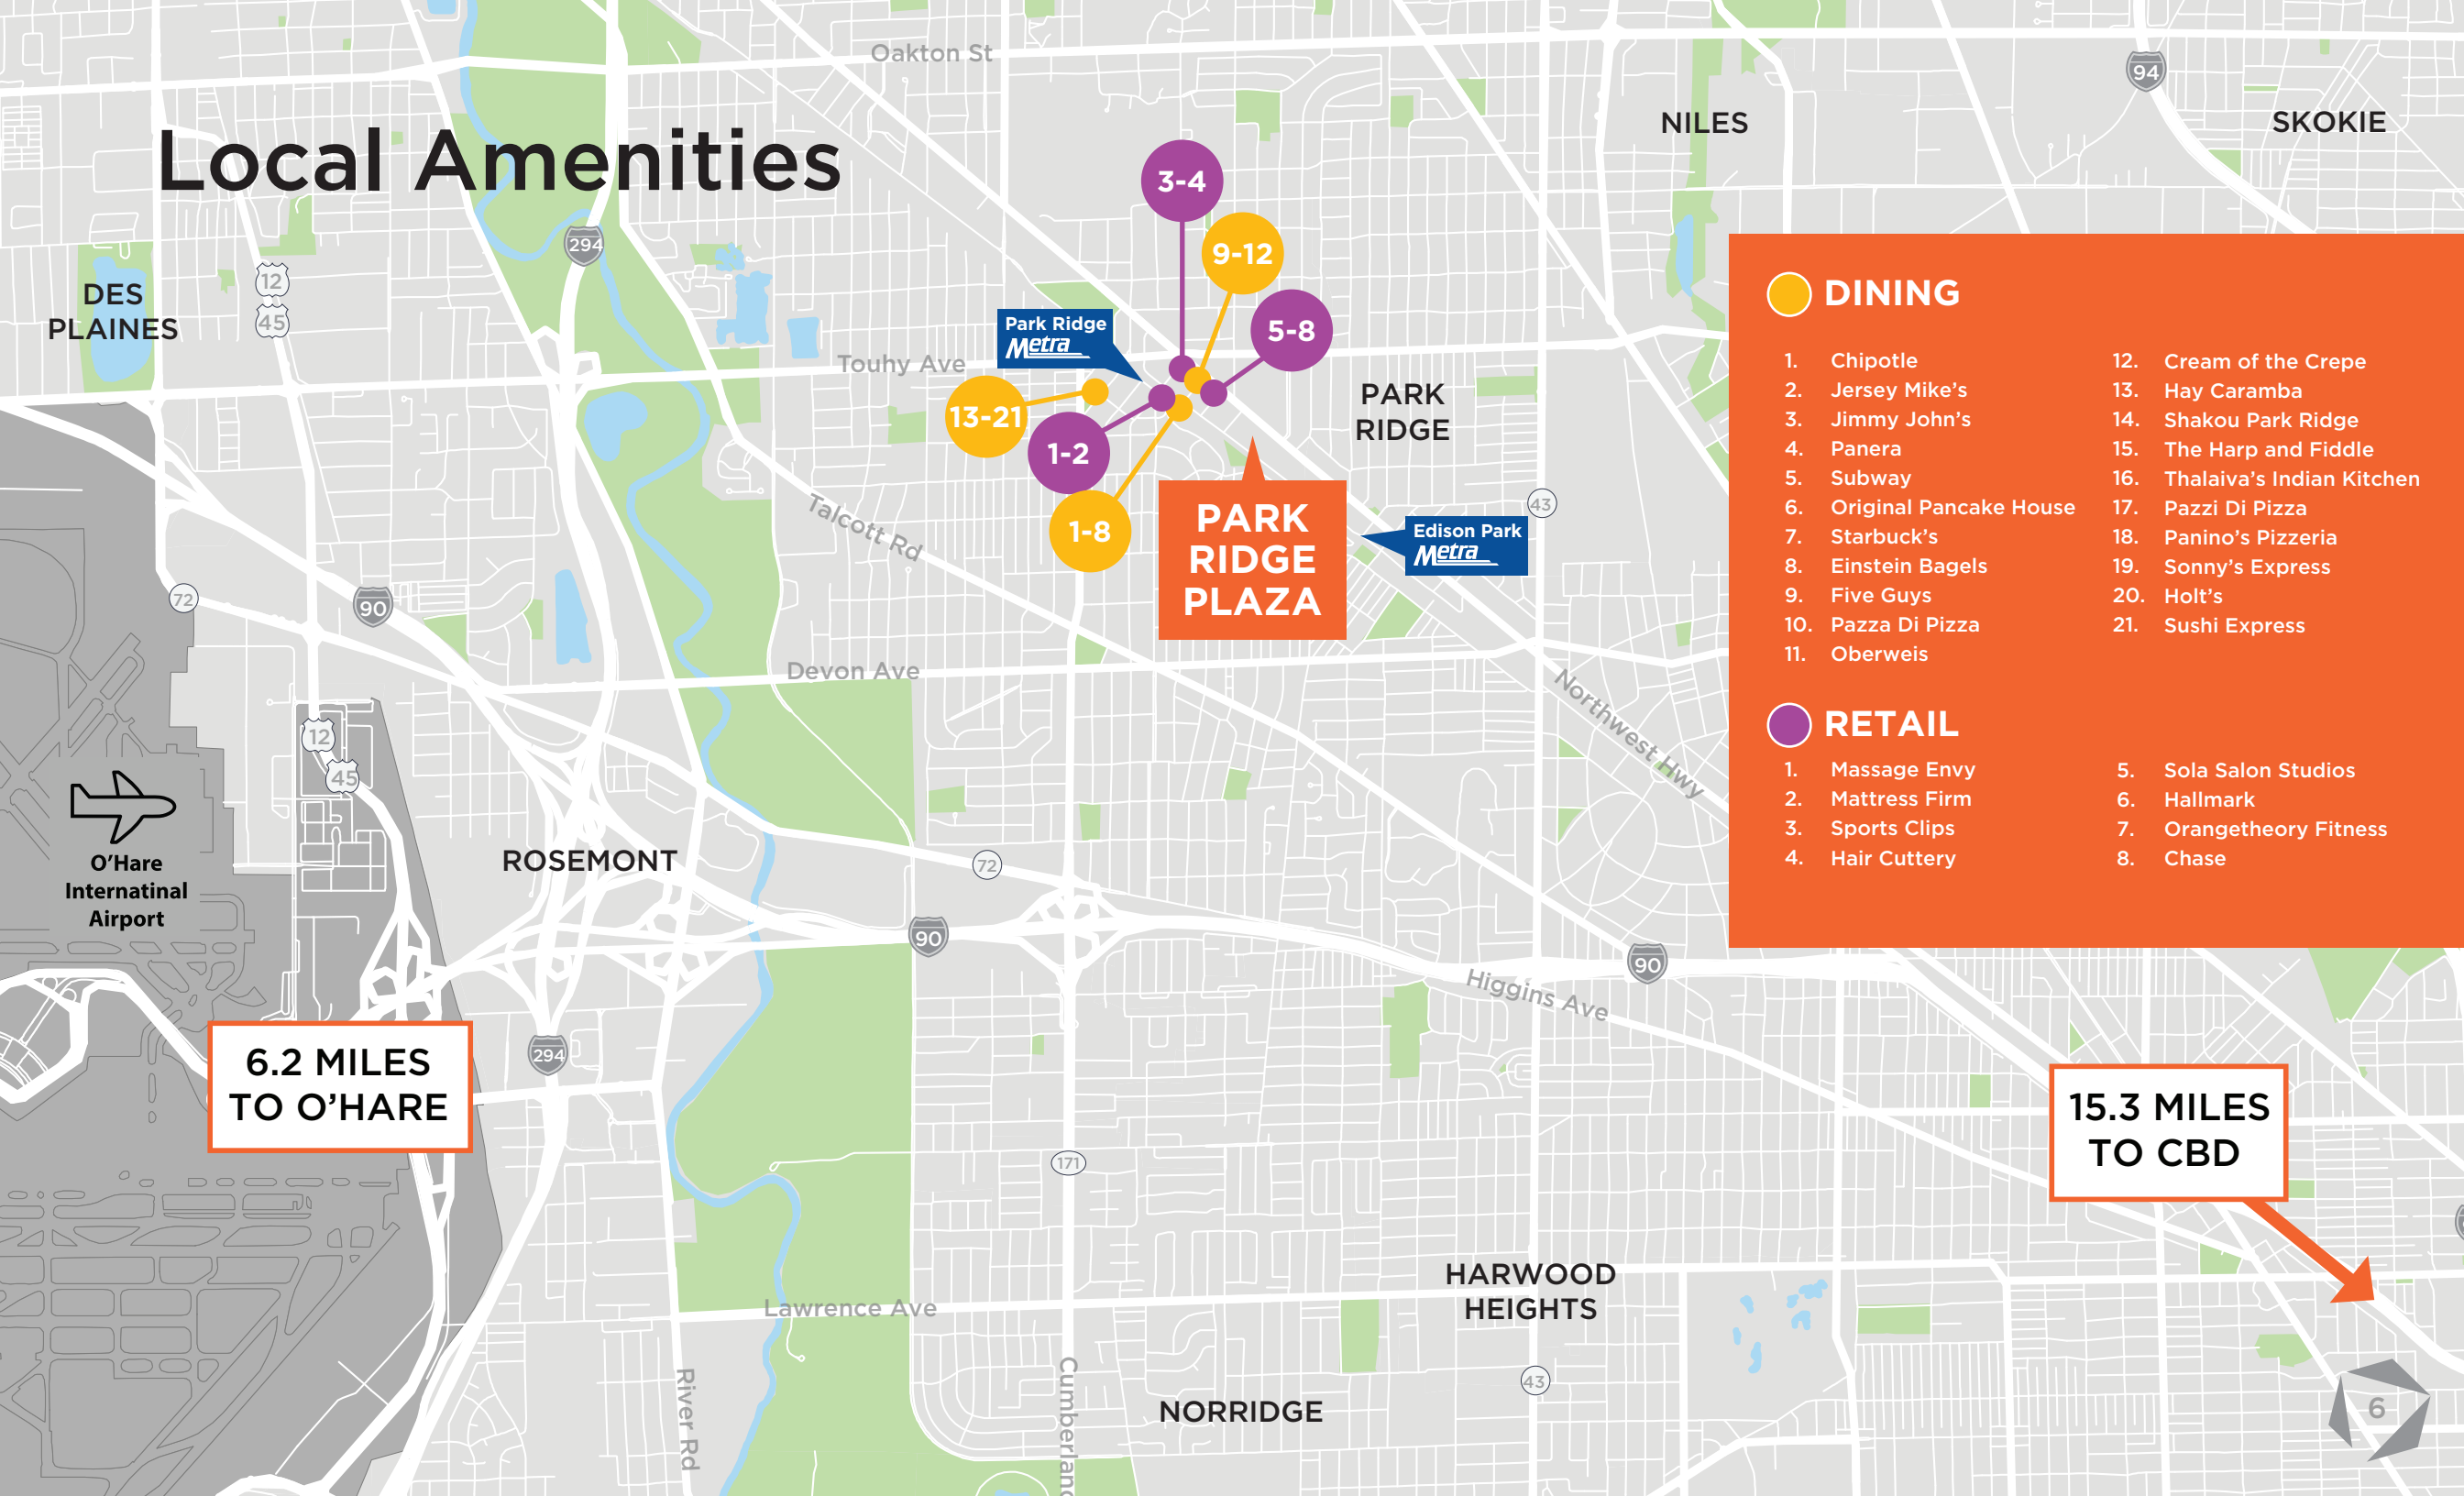 Local Amenities
Oakton St
NILES
SKOKIE
94
294
DES
PLAINES
12
45
3-4
9-12
5-8
Park Ridge
Metra
Touhy Ave
13-21
1-2
1-8
PARK
RIDGE
PARK
RIDGE
PLAZA
Edison Park
Metra
43
Talcott Rd
72
90
Devon Ave
Northwest Hwy
12
45
O'Hare
Internatinal
Airport
ROSEMONT
72
90
90
Higgins Ave
294
6.2 MILES
TO O'HARE
15.3 MILES
TO CBD
171
HARWOOD
HEIGHTS
Lawrence Ave
River Rd
Cumberland
43
NORRIDGE
6
DINING
1. Chipotle
2. Jersey Mike's
3. Jimmy John's
4. Panera
5. Subway
6. Original Pancake House
7. Starbuck's
8. Einstein Bagels
9. Five Guys
10. Pazza Di Pizza
11. Oberweis
12. Cream of the Crepe
13. Hay Caramba
14. Shakou Park Ridge
15. The Harp and Fiddle
16. Thalaiva's Indian Kitchen
17. Pazzi Di Pizza
18. Panino's Pizzeria
19. Sonny's Express
20. Holt's
21. Sushi Express
RETAIL
1. Massage Envy
2. Mattress Firm
3. Sports Clips
4. Hair Cuttery
5. Sola Salon Studios
6. Hallmark
7. Orangetheory Fitness
8. Chase